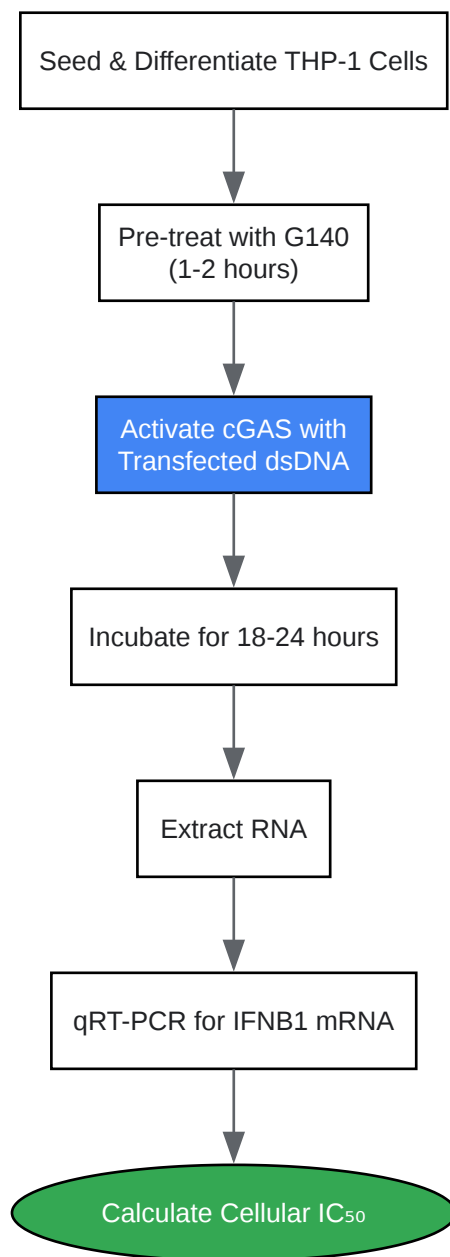 Seed & Differentiate THP-1 Cells
Pre-treat with G140
(1-2 hours)
Activate cGAS with
Transfected dsDNA
Incubate for 18-24 hours
Extract RNA
qRT-PCR for IFNB1 mRNA
Calculate Cellular IC₅₀